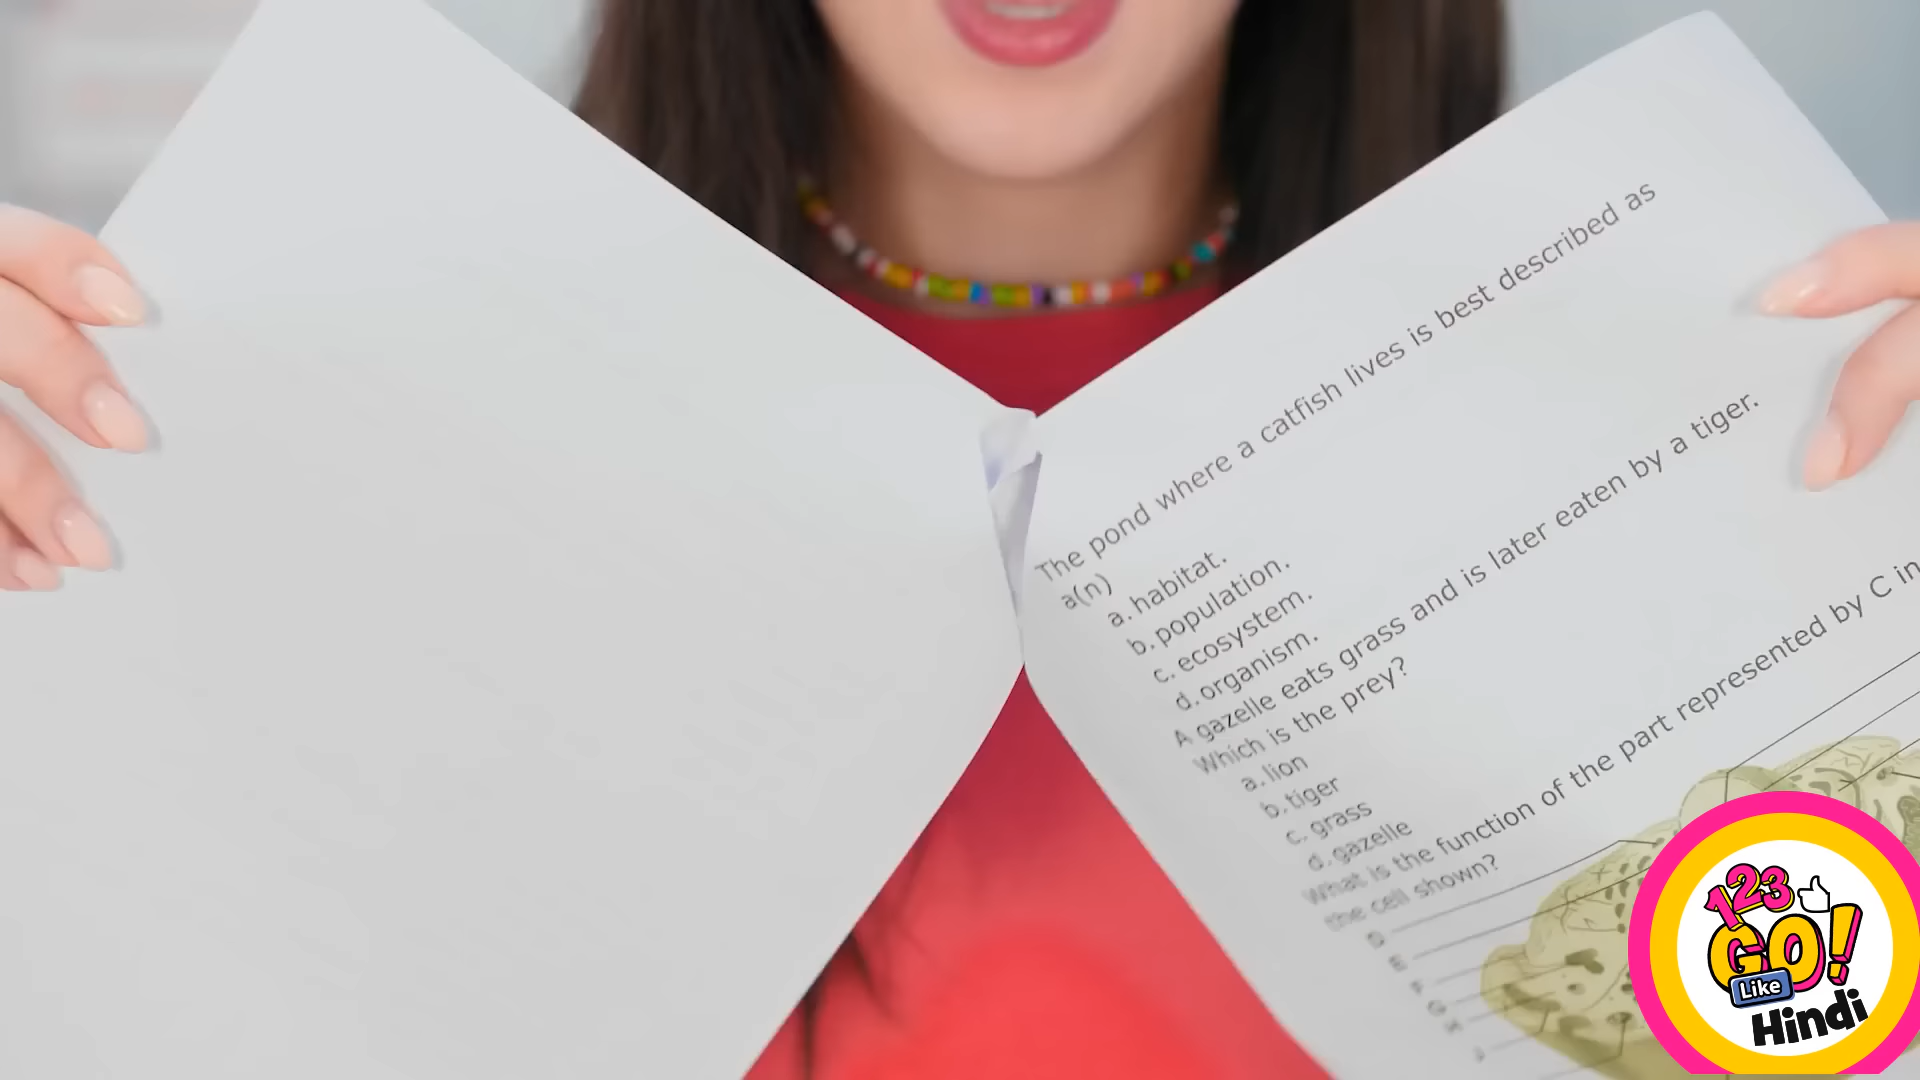 The pond where a catfish lives is best described as
a(n)
a. habitat.
b. population.
c. ecosystem.
d. organism.
A gazelle eats grass and is later eaten by a tiger.
Which is the prey?
a. lion
b. tiger
c. grass
d. gazelle
What is the function of the part represented by C in
the cell shown?
123
GO!
Like
Hindi